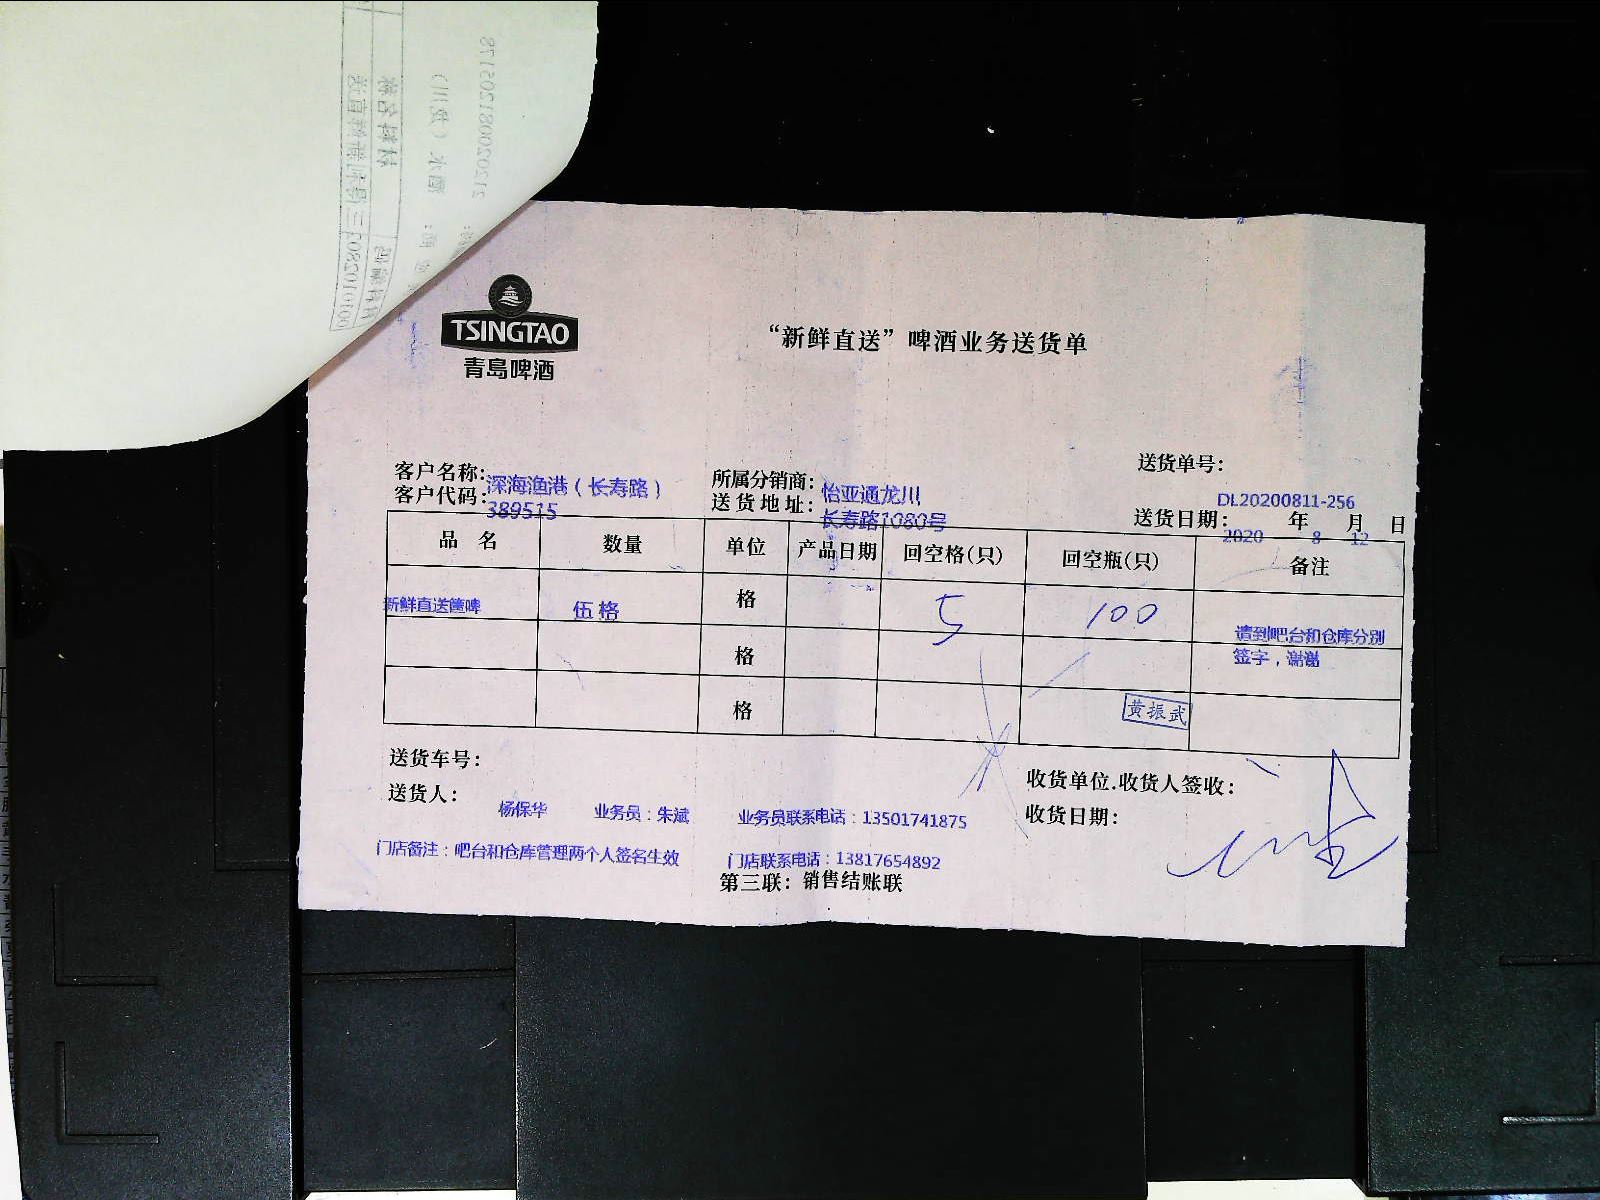 TSINGTAO
青岛啤酒
“新鲜直送”啤酒业务送货单
送货单号: DL20200811-256
客户名称: 深海渔港（长寿路）
所属分销商: 怡亚通龙川
客户代码: 389515
送货地址: 长寿路1080号
送货日期: 2020 年 8 月 12 日
品 名 数量 单位 产品日期 回空格(只) 回空瓶(只) 备注
新鲜直送箧啤 伍格 格 5 100 请到吧台和仓库分别
签字，谢谢
格
格
黄振武
送货车号:
收货单位.收货人签收:
送货人: 杨保华 业务员：朱斌 业务员联系电话：13501741875
收货日期:
门店备注：吧台和仓库管理两个人签名生效 门店联系电话：13817654892
第三联: 销售结账联